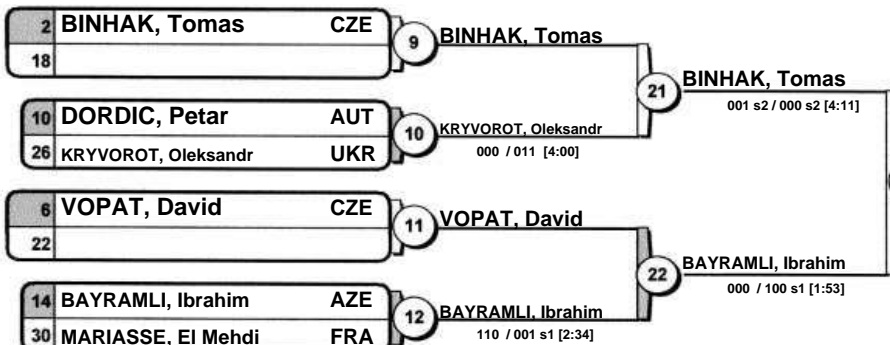 2 BINHAK, Tomas CZE
18
9 BINHAK, Tomas
10 DORDIC, Petar AUT
26 KRYVOROT, Oleksandr UKR
10 KRYVOROT, Oleksandr
000 / 011 [4:00]
21 BINHAK, Tomas
001 s2 / 000 s2 [4:11]
6 VOPAT, David CZE
22
11 VOPAT, David
14 BAYRAMLI, Ibrahim AZE
30 MARIASSE, El Mehdi FRA
12 BAYRAMLI, Ibrahim
110 / 001 s1 [2:34]
22 BAYRAMLI, Ibrahim
000 / 100 s1 [1:53]